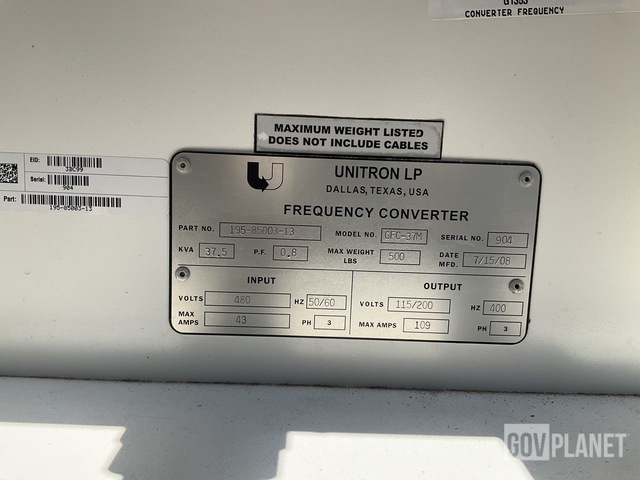 G1353
CONVERTER FREQUENCY
MAXIMUM WEIGHT LISTED
DOES NOT INCLUDE CABLES
EID:
3BC99
Serial:
904
Part:
195-85003-13
UNITRON LP
DALLAS, TEXAS, USA
FREQUENCY CONVERTER
PART NO. 195-85003-13 MODEL NO. GFC-37M SERIAL NO. 904
KVA 37.5 P.F. 0.8 MAX WEIGHT LBS 500 DATE MFD. 7/15/08
INPUT
VOLTS 480 HZ 50/60
MAX AMPS 43 PH 3
OUTPUT
VOLTS 115/200 HZ 400
MAX AMPS 109 PH 3
GOVPLANET